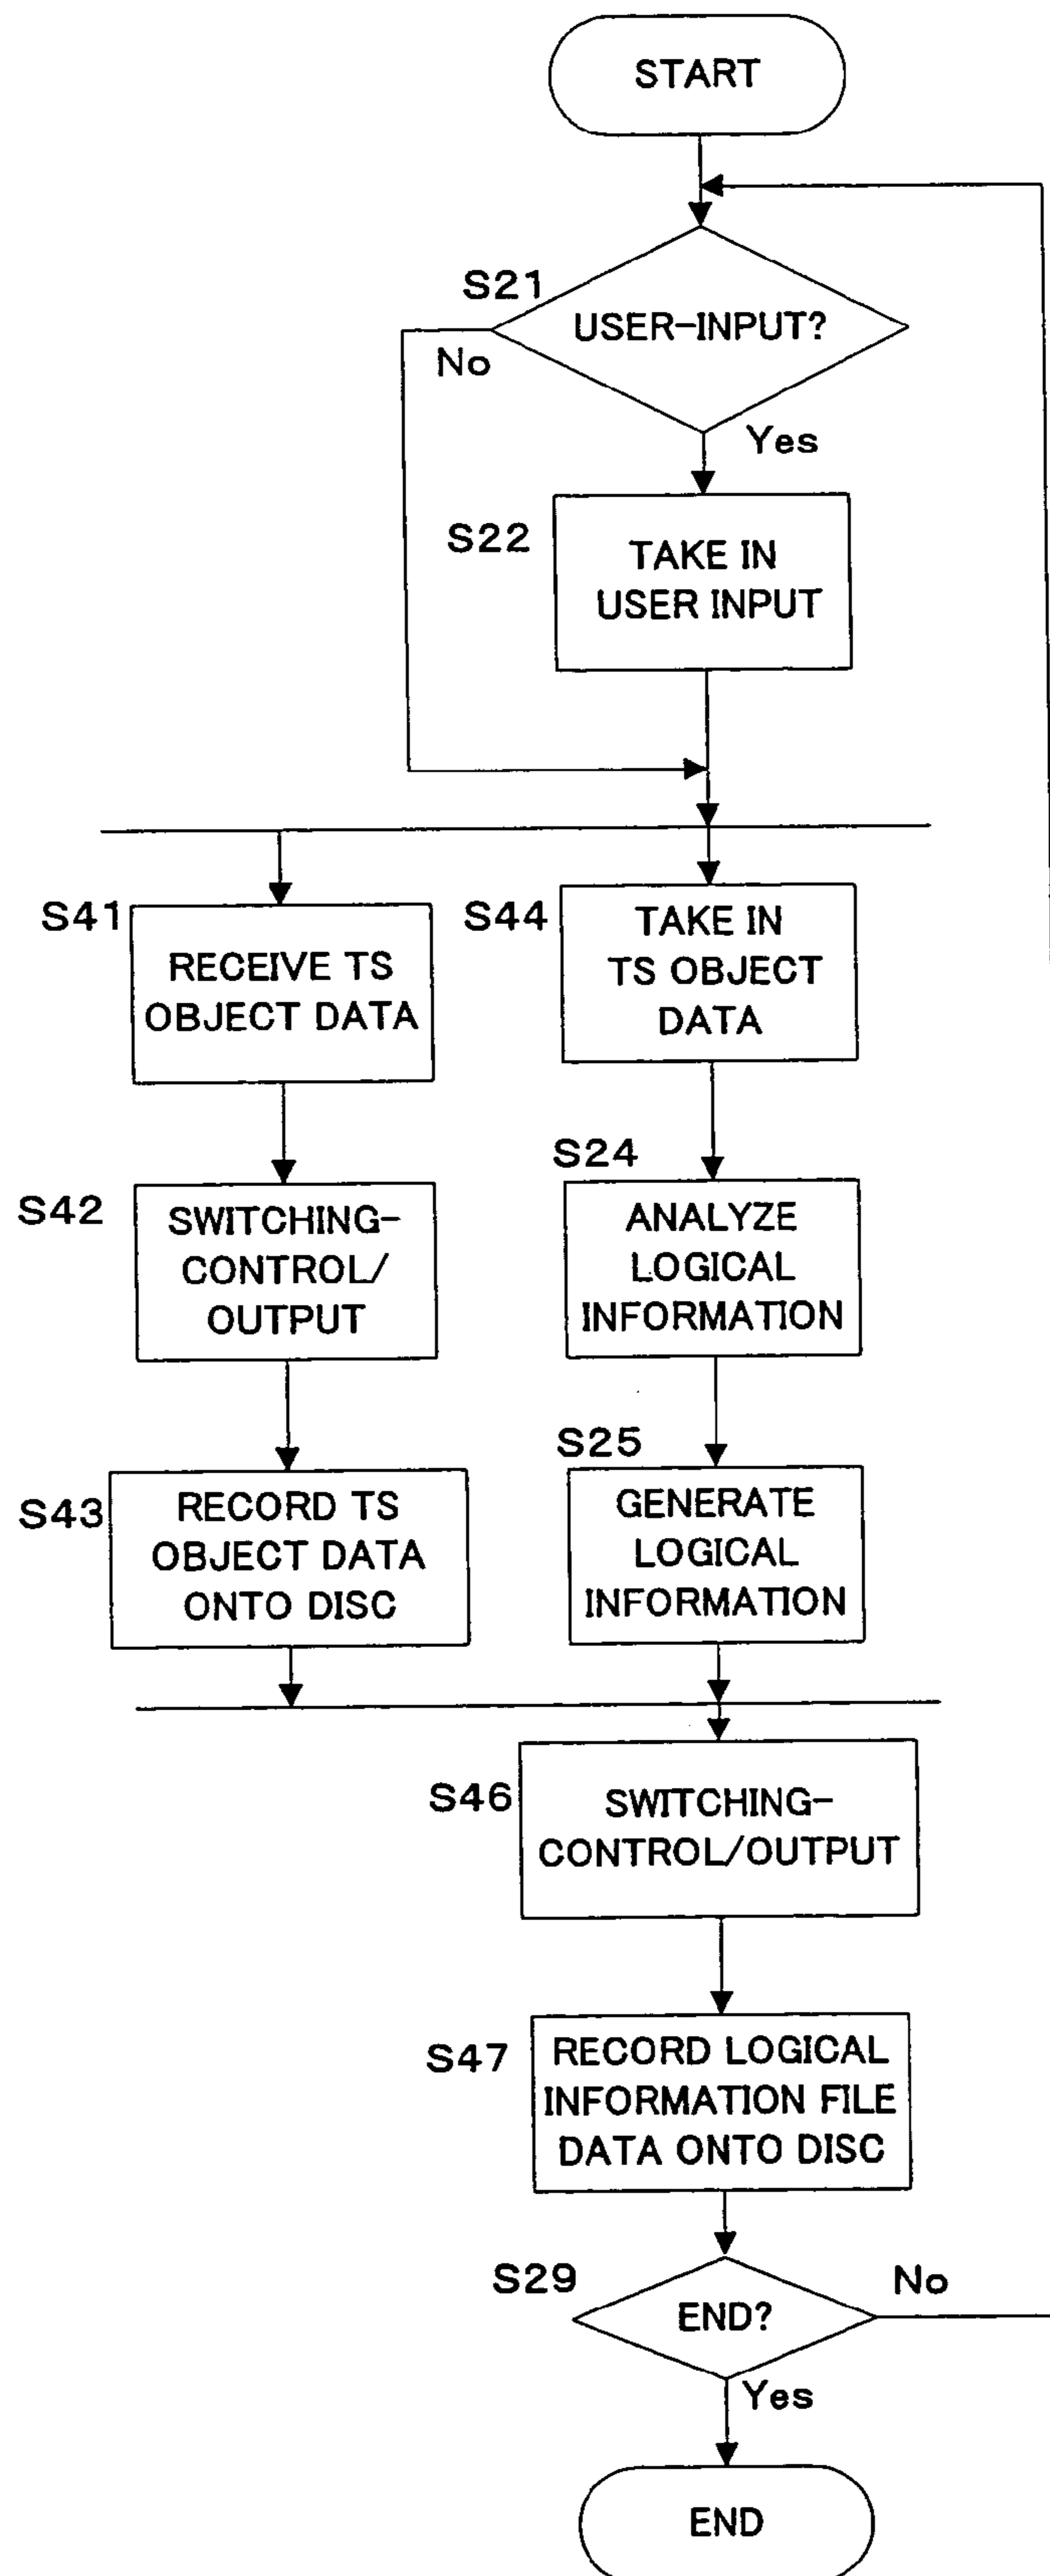 START
S21
USER-INPUT?
No
Yes
S22
TAKE IN
USER INPUT
S41
RECEIVE TS
OBJECT DATA
S44
TAKE IN
TS OBJECT
DATA
S42
SWITCHING-
CONTROL/
OUTPUT
S24
ANALYZE
LOGICAL
INFORMATION
S43
RECORD TS
OBJECT DATA
ONTO DISC
S25
GENERATE
LOGICAL
INFORMATION
S46
SWITCHING-
CONTROL/OUTPUT
S47
RECORD LOGICAL
INFORMATION FILE
DATA ONTO DISC
S29
END?
No
Yes
END